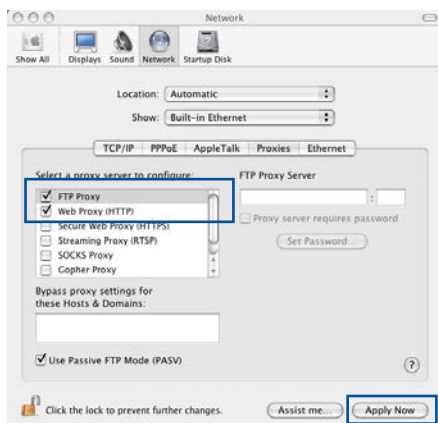 Network
Show All Displays Sound Network Startup Disk
Location: Automatic
Show: Built-in Ethernet
TCP/IP PPPoE AppleTalk Proxies Ethernet
Select a proxy server to configure: FTP Proxy Server
FTP Proxy :
Web Proxy (HTTP) Proxy server requires password
Secure Web Proxy (HTTPS)
Streaming Proxy (RTSP) Set Password...
SOCKS Proxy
Gopher Proxy
Bypass proxy settings for
these Hosts & Domains:
Use Passive FTP Mode (PASV) ?
Click the lock to prevent further changes. Assist me... Apply Now